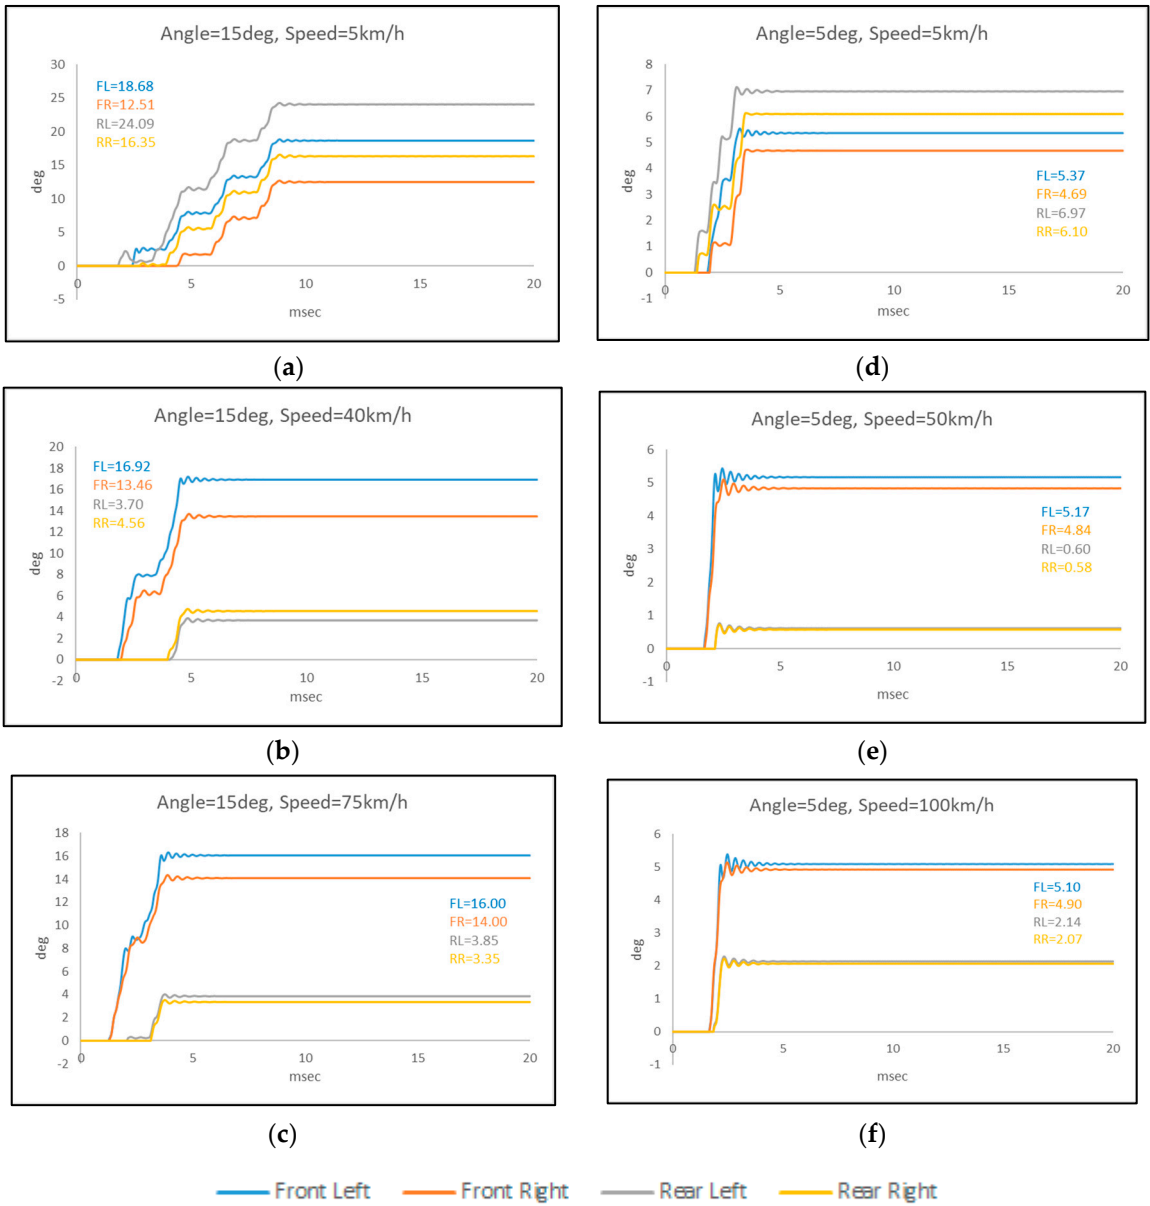 Angle=15deg, Speed=5km/h
30
25
20
15
10
5
0
-5
deg
FL=18.68
FR=12.51
RL=24.09
RR=16.35
0 5 10 15 20
msec
(a)
Angle=5deg, Speed=5km/h
8
7
6
5
4
3
2
1
0
-1
deg
FL=5.37
FR=4.69
RL=6.97
RR=6.10
0 5 10 15 20
msec
(d)
Angle=15deg, Speed=40km/h
20
18
16
14
12
10
8
6
4
2
0
-2
deg
FL=16.92
FR=13.46
RL=3.70
RR=4.56
0 5 10 15 20
msec
(b)
Angle=5deg, Speed=50km/h
6
5
4
3
2
1
0
-1
deg
FL=5.17
FR=4.84
RL=0.60
RR=0.58
0 5 10 15 20
msec
(e)
Angle=15deg, Speed=75km/h
18
16
14
12
10
8
6
4
2
0
-2
deg
FL=16.00
FR=14.00
RL=3.85
RR=3.35
0 5 10 15 20
msec
(c)
Angle=5deg, Speed=100km/h
6
5
4
3
2
1
0
-1
deg
FL=5.10
FR=4.90
RL=2.14
RR=2.07
0 5 10 15 20
msec
(f)
Front Left Front Right Rear Left Rear Right